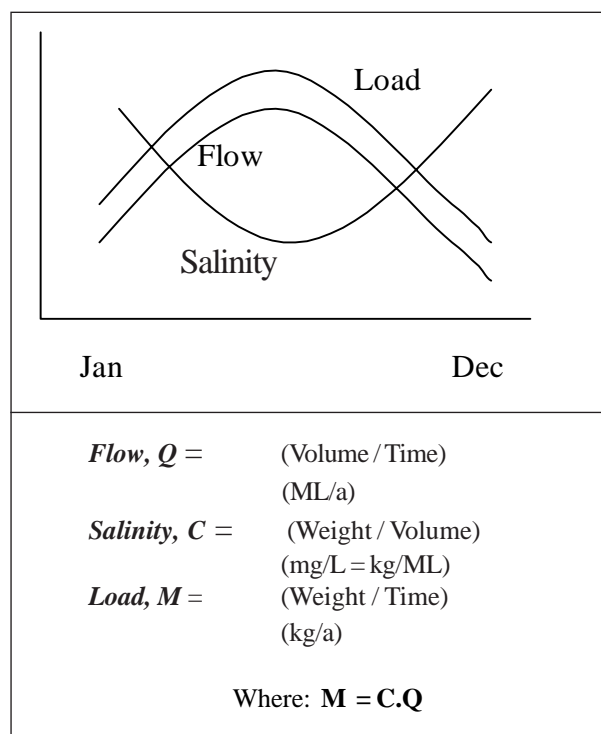 Load
Flow
Salinity
Jan Dec
Flow, Q = (Volume / Time)
(ML/a)
Salinity, C = (Weight / Volume)
(mg/L = kg/ML)
Load, M = (Weight / Time)
(kg/a)
Where: M = C.Q